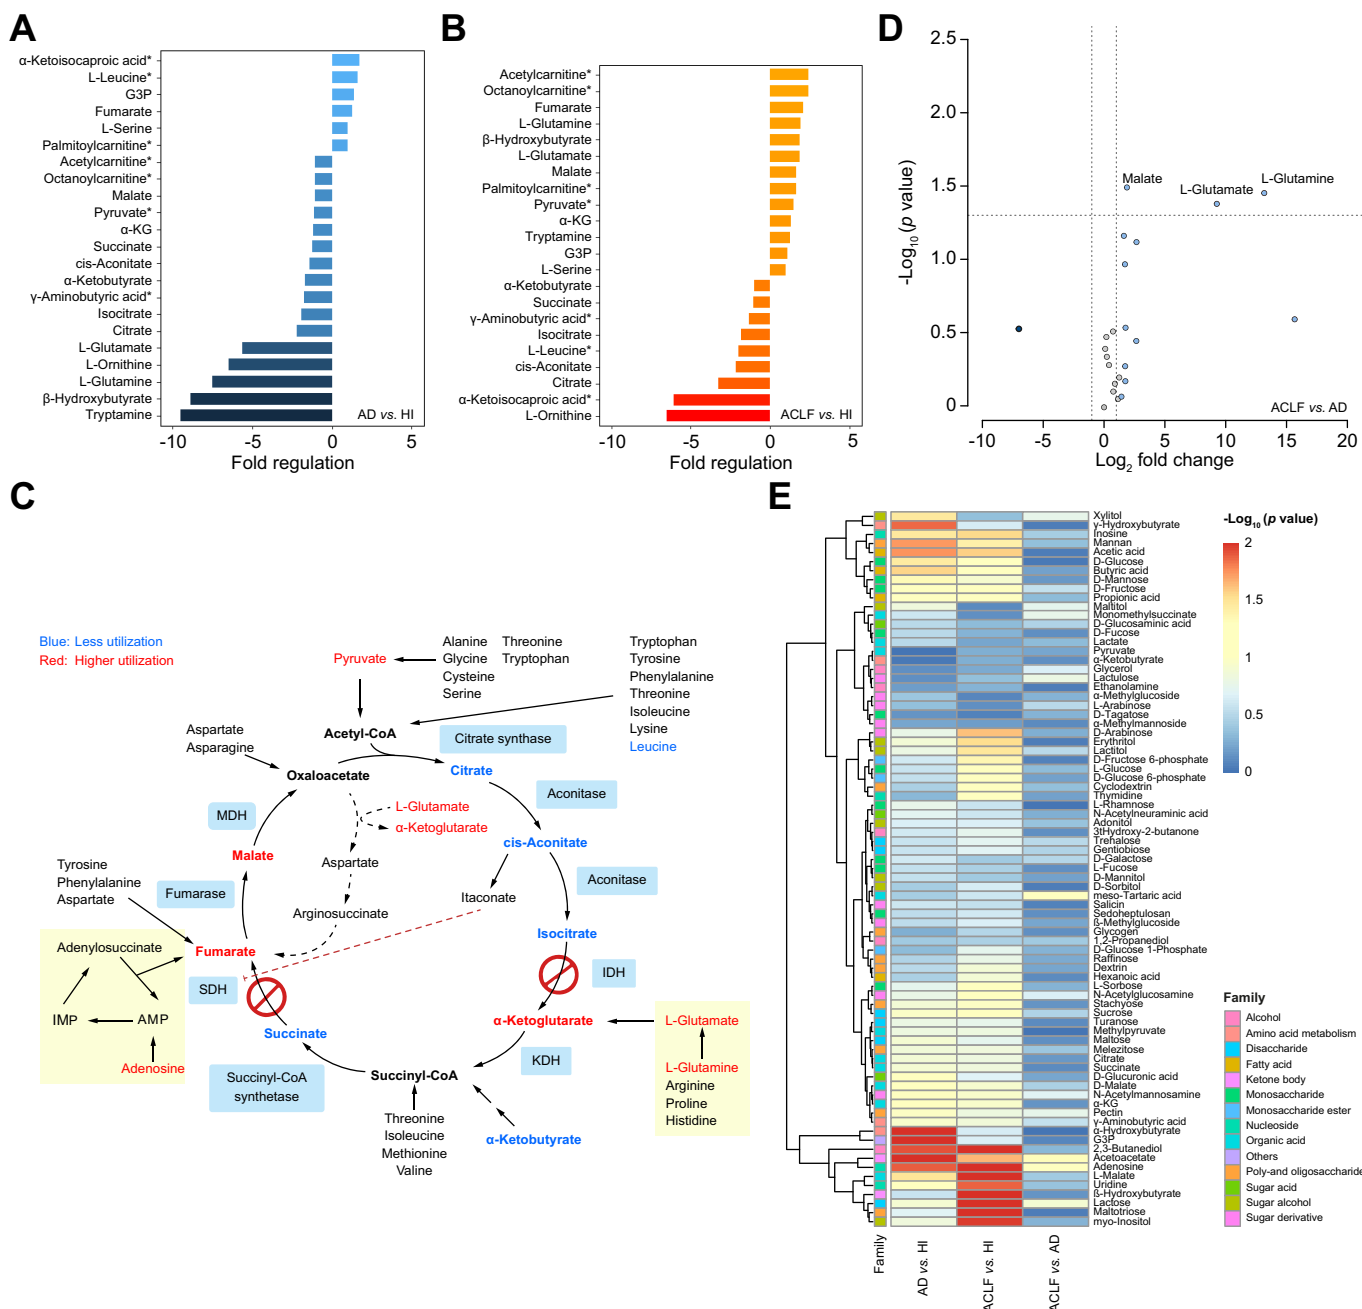 A
α-Ketoisocaproic acid*
L-Leucine*
G3P
Fumarate
L-Serine
Palmitoylcarnitine*
Acetylcarnitine*
Octanoylcarnitine*
Malate
Pyruvate*
α-KG
Succinate
cis-Aconitate
α-Ketobutyrate
γ-Aminobutyric acid*
Isocitrate
Citrate
L-Glutamate
L-Ornithine
L-Glutamine
β-Hydroxybutyrate
Tryptamine
AD vs. HI
-10 -5 0 5
Fold regulation
B
Acetylcarnitine*
Octanoylcarnitine*
Fumarate
L-Glutamine
β-Hydroxybutyrate
L-Glutamate
Malate
Palmitoylcarnitine*
Pyruvate*
α-KG
Tryptamine
G3P
L-Serine
α-Ketobutyrate
Succinate
γ-Aminobutyric acid*
Isocitrate
L-Leucine*
cis-Aconitate
Citrate
α-Ketoisocaproic acid*
L-Ornithine
ACLF vs. HI
-10 -5 0 5
Fold regulation
D
2.5
2.0
1.5
1.0
0.5
0
-Log10 (p value)
Malate
L-Glutamate
L-Glutamine
ACLF vs. AD
-10 -5 0 5 10 15 20
Log2 fold change
C
Blue: Less utilization
Red: Higher utilization
Pyruvate
Alanine Threonine
Glycine Tryptophan
Cysteine
Serine
Tryptophan
Tyrosine
Phenylalanine
Threonine
Isoleucine
Lysine
Leucine
Aspartate
Asparagine
Acetyl-CoA
Citrate synthase
Oxaloacetate
Citrate
Aconitase
MDH
L-Glutamate
α-Ketoglutarate
cis-Aconitate
Malate
Aspartate
Aconitase
Tyrosine
Phenylalanine
Aspartate
Fumarase
Itaconate
Arginosuccinate
Isocitrate
Fumarate
Adenylosuccinate
SDH
IDH
IMP
AMP
Adenosine
Succinate
α-Ketoglutarate
L-Glutamate
KDH
Succinyl-CoA
synthetase
Succinyl-CoA
L-Glutamine
Arginine
Proline
Histidine
Threonine
Isoleucine
Methionine
Valine
α-Ketobutyrate
E
Xylitol
γ-Hydroxybutyrate
Inosine
Mannan
Acetic acid
D-Glucose
Butyric acid
D-Mannose
D-Fructose
Propionic acid
Maltitol
Monomethylsuccinate
D-Glucosaminic acid
D-Fucose
Lactate
Pyruvate
α-Ketobutyrate
Glycerol
Lactulose
Ethanolamine
α-Methylglucoside
L-Arabinose
D-Tagatose
α-Methylmannoside
D-Arabinose
Erythritol
Lactitol
D-Fructose 6-phosphate
L-Glucose
D-Glucose 6-phosphate
Cyclodextrin
Thymidine
L-Rhamnose
N-Acetylneuraminic acid
Adonitol
3tHydroxy-2-butanone
Trehalose
Gentiobiose
D-Galactose
L-Fucose
D-Mannitol
D-Sorbitol
meso-Tartaric acid
Salicin
Sedoheptulosan
ß-Methylglucoside
Glycogen
1,2-Propanediol
D-Glucose 1-Phosphate
Raffinose
Dextrin
Hexanoic acid
L-Sorbose
N-Acetylglucosamine
Stachyose
Sucrose
Turanose
Methylpyruvate
Maltose
Melezitose
Citrate
Succinate
D-Glucuronic acid
D-Malate
N-Acetylmannosamine
α-KG
Pectin
γ-Aminobutyric acid
α-Hydroxybutyrate
G3P
2,3-Butanediol
Acetoacetate
Adenosine
L-Malate
Uridine
ß-Hydroxybutyrate
Lactose
Maltotriose
myo-Inositol
Family
AD vs. HI
ACLF vs. HI
ACLF vs. AD
-Log10 (p value)
2
1.5
1
0.5
0
Family
Alcohol
Amino acid metabolism
Disaccharide
Fatty acid
Ketone body
Monosaccharide
Monosaccharide ester
Nucleoside
Organic acid
Others
Poly-and oligosaccharide
Sugar acid
Sugar alcohol
Sugar derivative